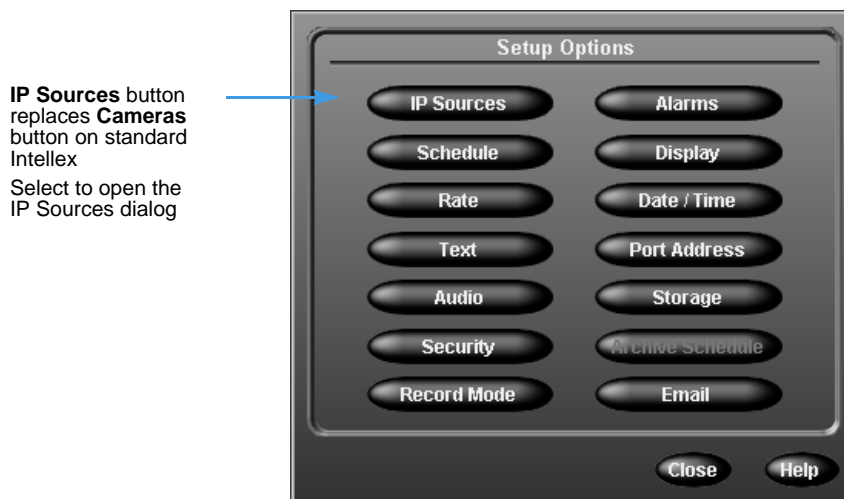 Setup Options
IP Sources button
replaces Cameras
button on standard
Intellex
Select to open the
IP Sources dialog
IP Sources
Alarms
Schedule
Display
Rate
Date / Time
Text
Port Address
Audio
Storage
Security
Archive Schedule
Record Mode
Email
Close
Help